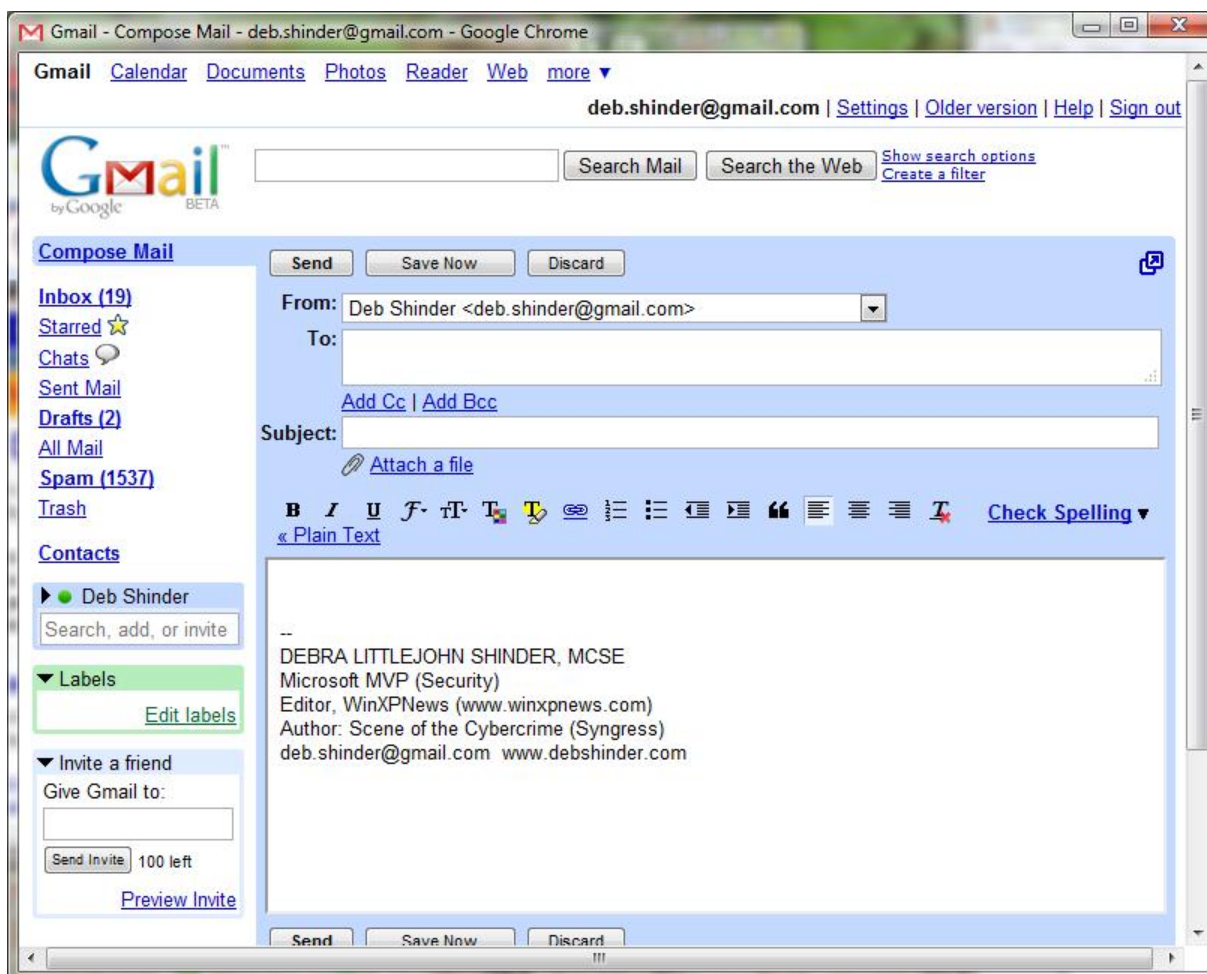 Gmail - Compose Mail - deb.shinder@gmail.com - Google Chrome
Gmail Calendar Documents Photos Reader Web more ▼
deb.shinder@gmail.com | Settings | Older version | Help | Sign out
Gmail™
by Google BETA
Search Mail Search the Web Show search options
Create a filter
Compose Mail
Inbox (19)
Starred
Chats
Sent Mail
Drafts (2)
All Mail
Spam (1537)
Trash
Contacts
Deb Shinder
Search, add, or invite
Labels
Edit labels
Invite a friend
Give Gmail to:
Send Invite 100 left
Preview Invite
Send Save Now Discard
From: Deb Shinder <deb.shinder@gmail.com>
To:
Add Cc | Add Bcc
Subject:
Attach a file
B I U Check Spelling ▼
« Plain Text
--
DEBRA LITTLEJOHN SHINDER, MCSE
Microsoft MVP (Security)
Editor, WinXPNews (www.winxpnews.com)
Author: Scene of the Cybercrime (Syngress)
deb.shinder@gmail.com www.debshinder.com
Send Save Now Discard